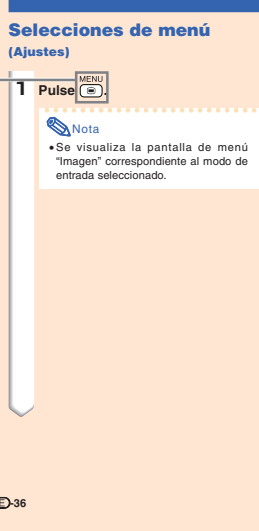 Selecciones de menú
(Ajustes)
MENU
1 Pulse .
Nota
• Se visualiza la pantalla de menú
“Imagen” correspondiente al modo de
entrada seleccionado.
E-36